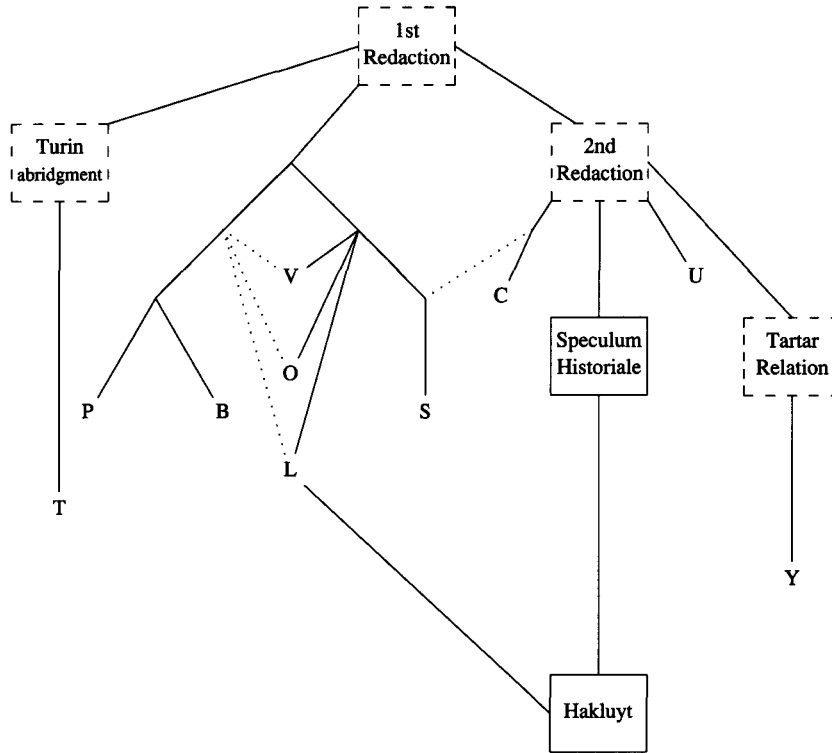 1st
Redaction
Turin
abridgment
2nd
Redaction
V
C
U
O
Speculum
Historiale
Tartar
Relation
P
B
S
L
T
Y
Hakluyt